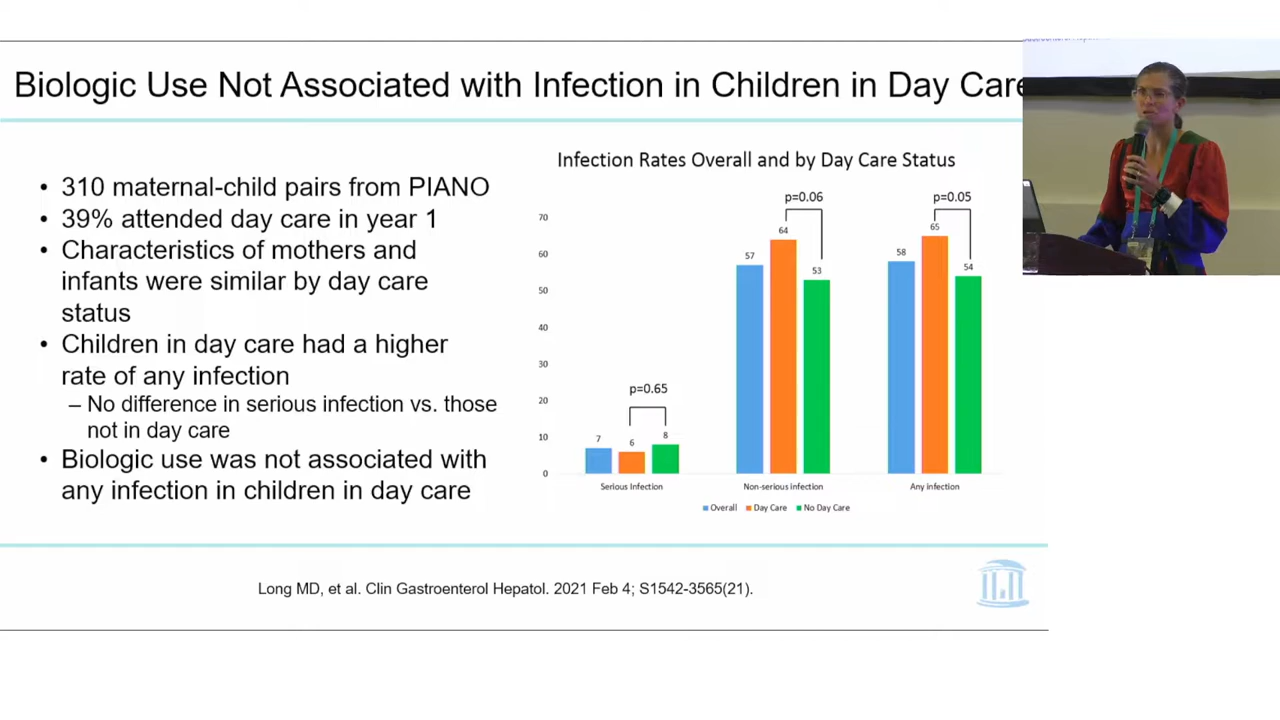 Biologic Use Not Associated with Infection in Children in Day Care
• 310 maternal-child pairs from PIANO
• 39% attended day care in year 1
• Characteristics of mothers and
infants were similar by day care
status
• Children in day care had a higher
rate of any infection
– No difference in serious infection vs. those
not in day care
• Biologic use was not associated with
any infection in children in day care
Infection Rates Overall and by Day Care Status
p=0.06
p=0.05
70
60
50
40
30
20
10
0
p=0.65
7
6
8
57
64
53
58
65
54
Serious Infection
Non-serious infection
Any infection
Overall
Day Care
No Day Care
Long MD, et al. Clin Gastroenterol Hepatol. 2021 Feb 4; S1542-3565(21).